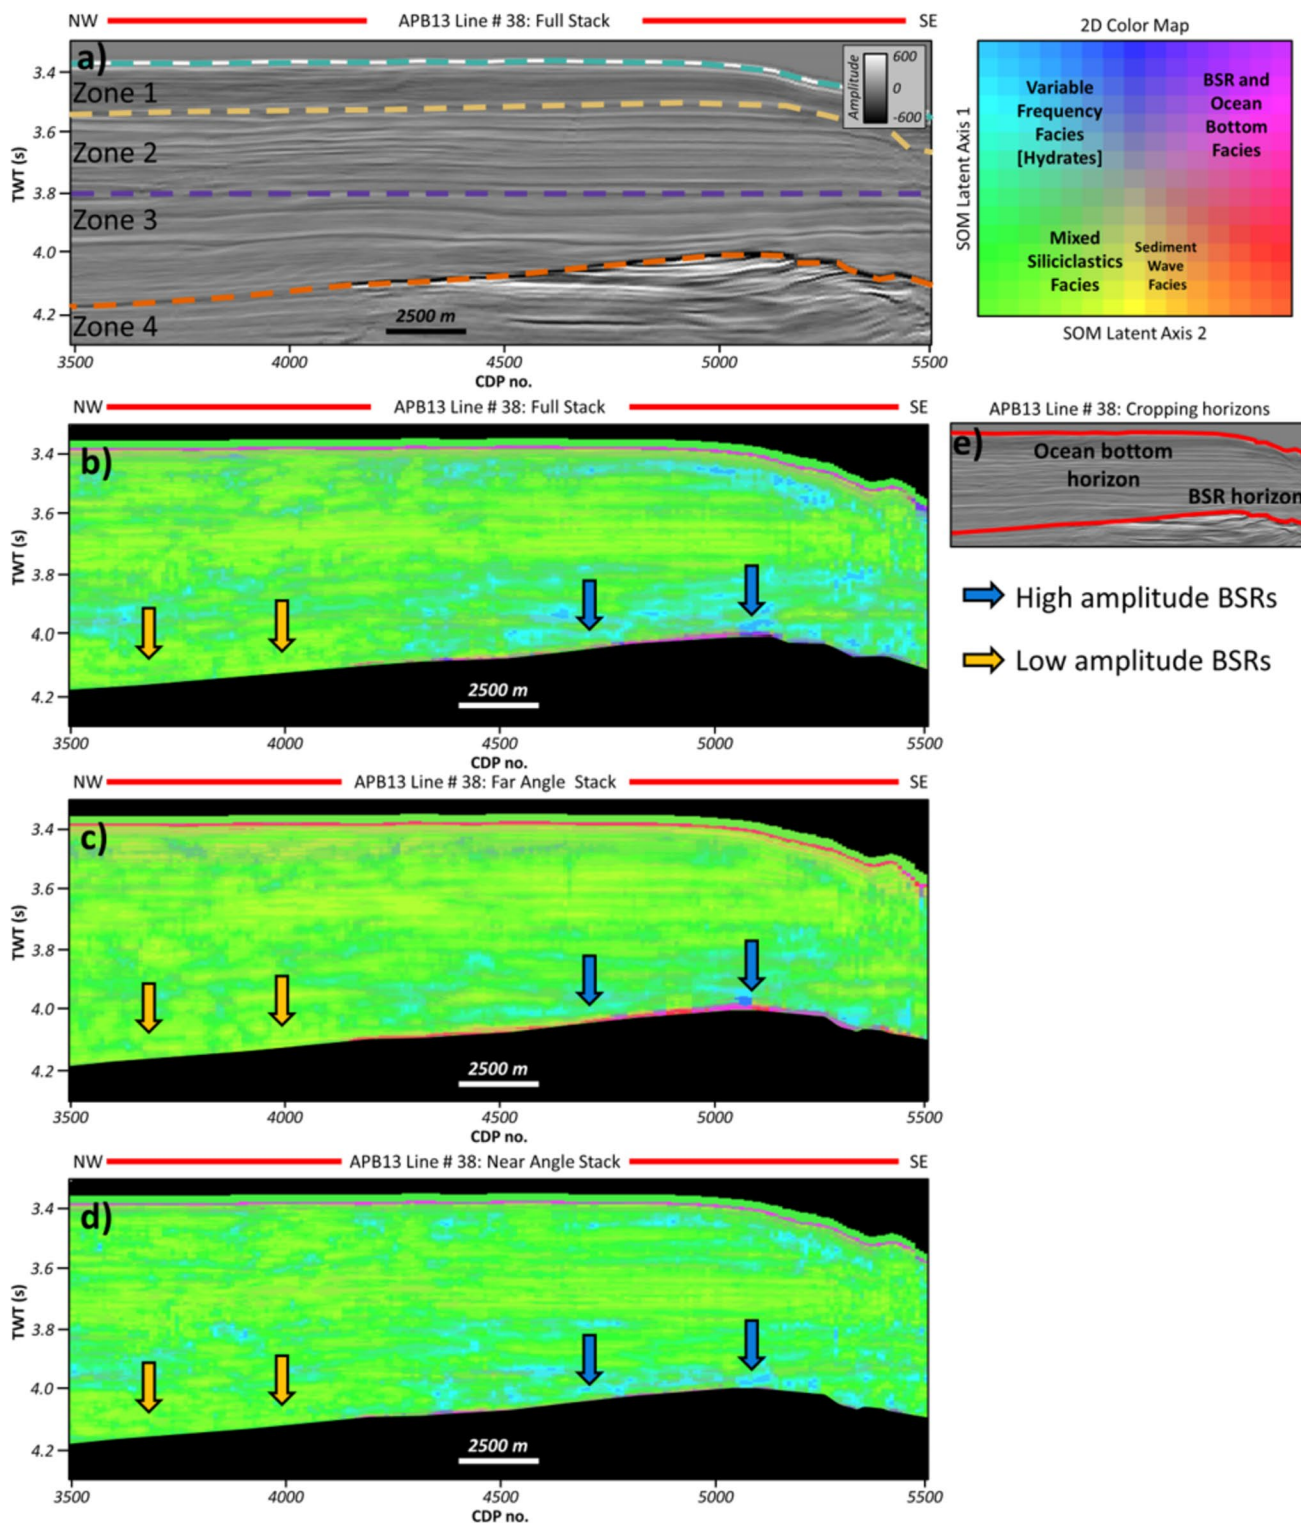 NW APB13 Line # 38: Full Stack SE
a)
Zone 1
Zone 2
Zone 3
Zone 4
Amplitude
600
0
-600
2500 m
TWT (s)
3.4
3.6
3.8
4.0
4.2
3500 4000 4500 5000 5500
CDP no.
2D Color Map
Variable
Frequency
Facies
[Hydrates]
BSR and
Ocean
Bottom
Facies
Mixed
Siliciclastics
Facies
Sediment
Wave
Facies
SOM Latent Axis 1
SOM Latent Axis 2
NW APB13 Line # 38: Full Stack SE
b)
TWT (s)
3.4
3.6
3.8
4.0
4.2
2500 m
3500 4000 4500 5000 5500
CDP no.
APB13 Line # 38: Cropping horizons
e)
Ocean bottom
horizon
BSR horizon
High amplitude BSRs
Low amplitude BSRs
NW APB13 Line # 38: Far Angle Stack SE
c)
TWT (s)
3.4
3.6
3.8
4.0
4.2
2500 m
3500 4000 4500 5000 5500
CDP no.
NW APB13 Line # 38: Near Angle Stack SE
d)
TWT (s)
3.4
3.6
3.8
4.0
4.2
2500 m
3500 4000 4500 5000 5500
CDP no.